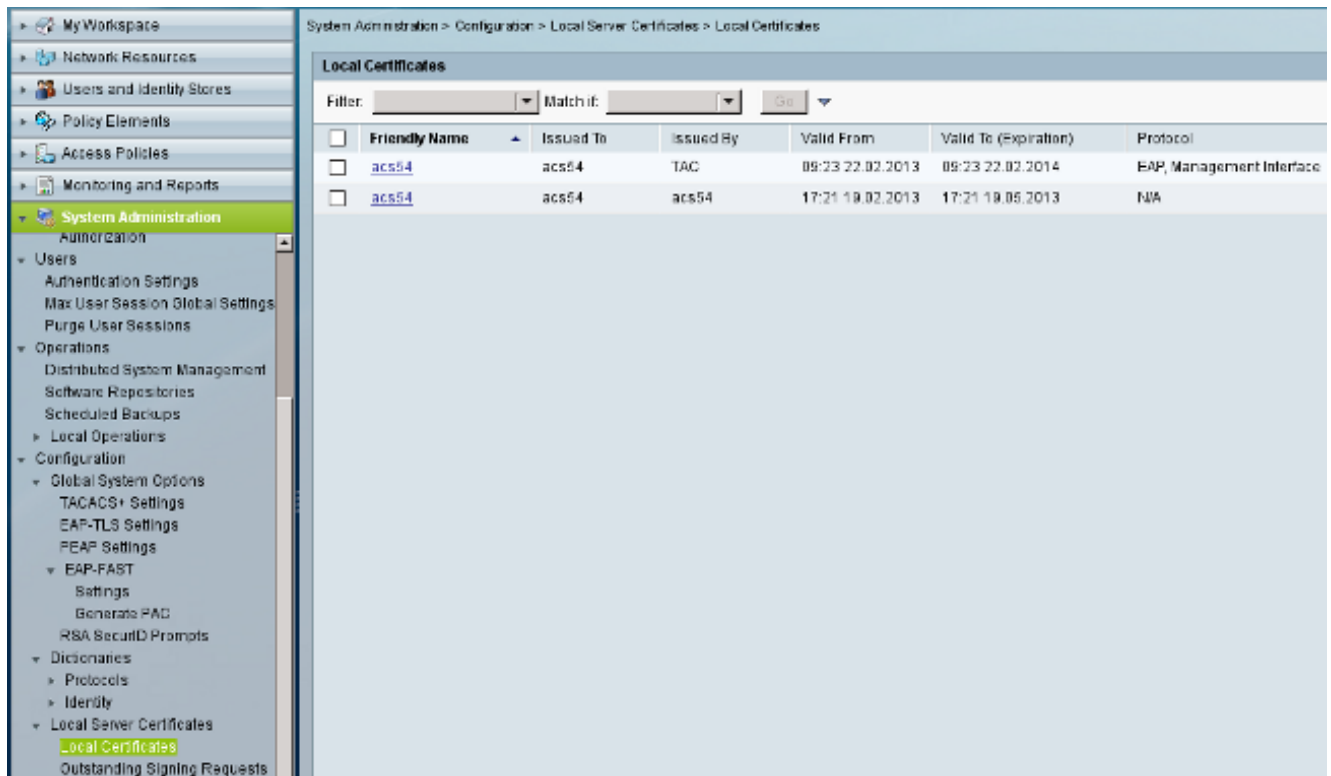 My Workspace
Network Resources
Users and Identity Stores
Policy Elements
Access Policies
Monitoring and Reports
System Administration
Authorization
Users
Authentication Settings
Max User Session Global Settings
Purge User Sessions
Operations
Distributed System Management
Software Repositories
Scheduled Backups
Local Operations
Configuration
Global System Options
TACACS+ Settings
EAP-TLS Settings
PEAP Settings
EAP-FAST
Settings
Generate PAC
RSA SecurID Prompts
Dictionaries
Protocols
Identity
Local Server Certificates
Local Certificates
Outstanding Signing Requests
System Administration > Configuration > Local Server Certificates > Local Certificates
Local Certificates
Filter: Match if: Go
Friendly Name Issued To Issued By Valid From Valid To (Expiration) Protocol
acs54 acs54 TAC 09:23 22.02.2013 09:23 22.02.2014 EAP, Management Interface
acs54 acs54 acs54 17:21 19.02.2013 17:21 19.05.2013 N/A